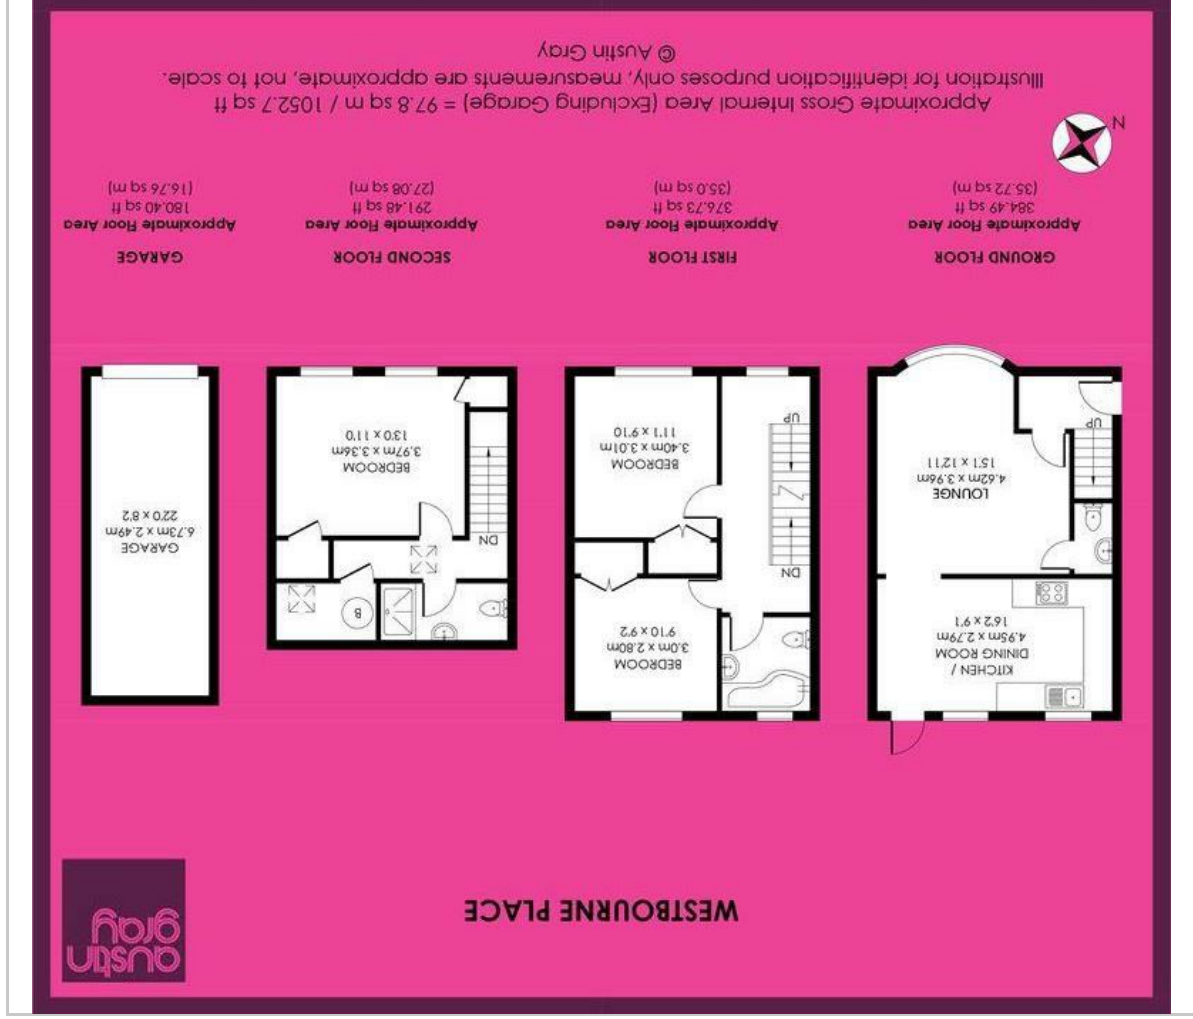 WESTBOURNE PLACE
austin
gray
KITCHEN /
DINING ROOM
4.95m x 2.79m
16'2 x 9'1
LOUNGE
4.62m x 3.96m
15'1 x 12'11
UP
BEDROOM
3.0m x 2.80m
9'10 x 9'2
DN
BEDROOM
3.40m x 3.01m
11'1 x 9'10
UP
B
DN
BEDROOM
3.97m x 3.36m
13'0 x 11'0
GARAGE
6.73m x 2.49m
22'0 x 8'2
GROUND FLOOR
Approximate Floor Area
384.49 sq ft
(35.72 sq m)
FIRST FLOOR
Approximate Floor Area
376.73 sq ft
(35.0 sq m)
SECOND FLOOR
Approximate Floor Area
291.48 sq ft
(27.08 sq m)
GARAGE
Approximate Floor Area
180.40 sq ft
(16.76 sq m)
N
Approximate Gross Internal Area (Excluding Garage) = 97.8 sq m / 1052.7 sq ft
Illustration for identification purposes only, measurements are approximate, not to scale.
© Austin Gray